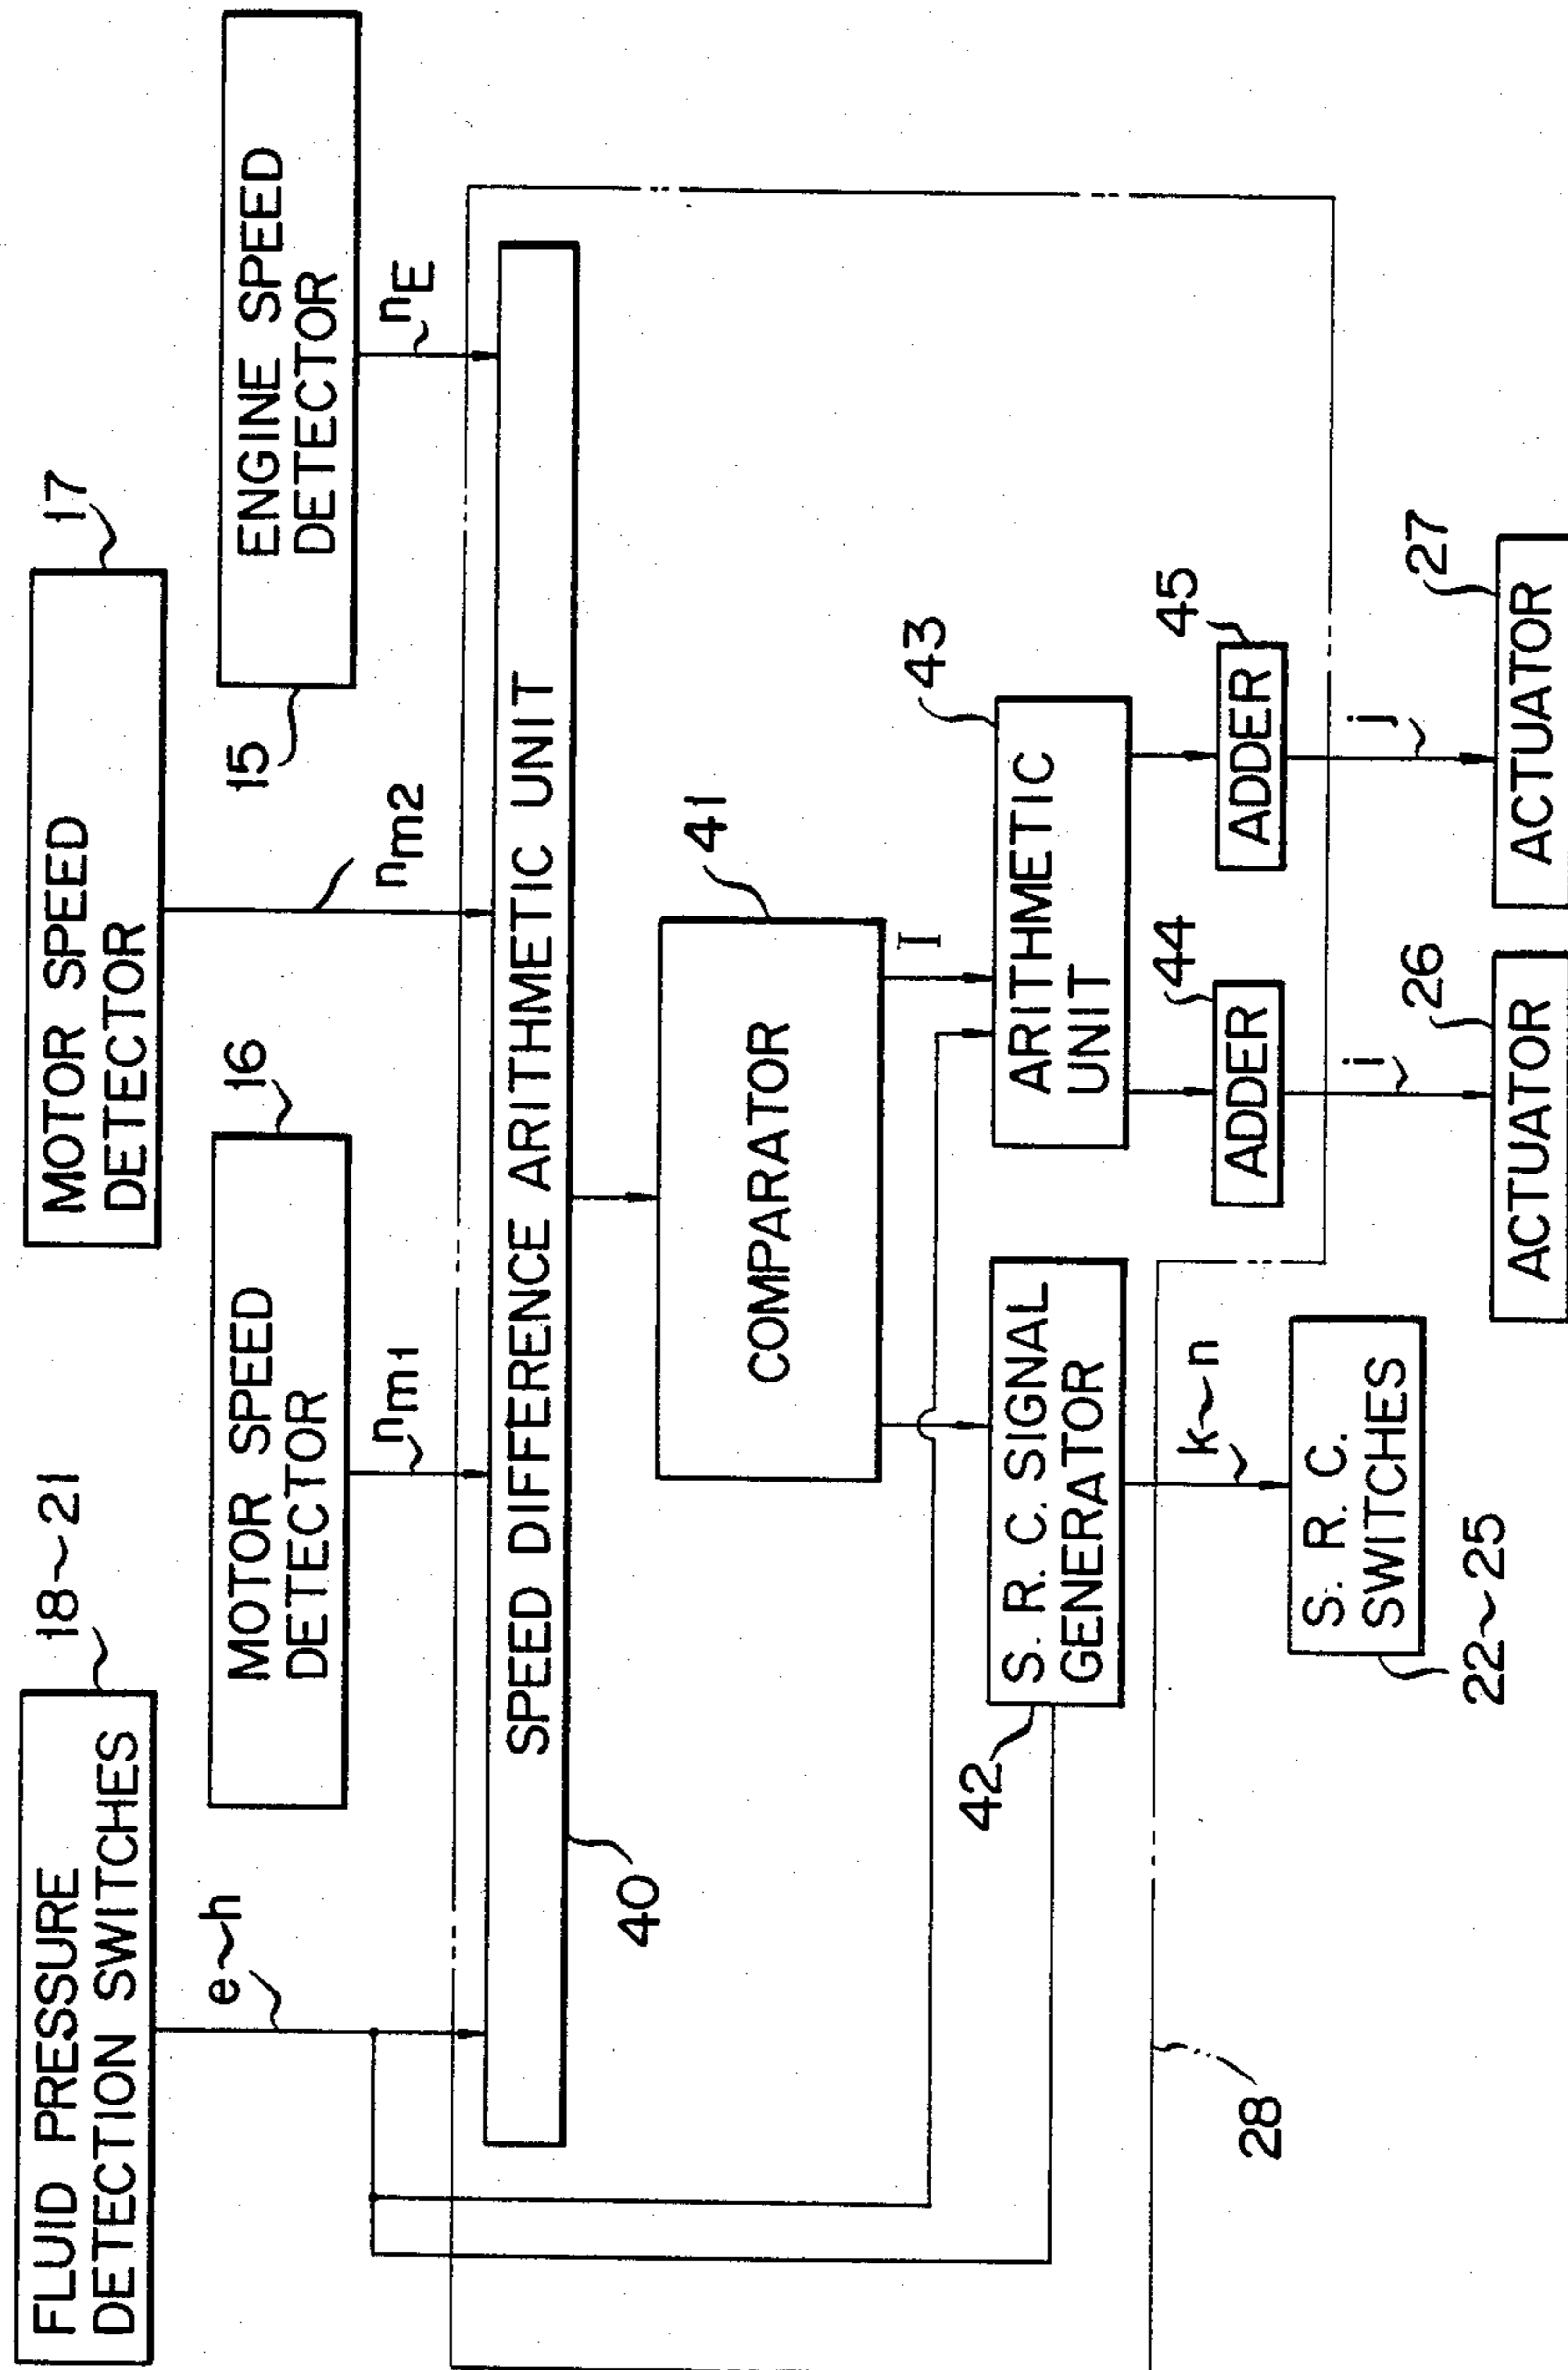 FLUID PRESSURE
DETECTION SWITCHES
18~21
e~h
MOTOR SPEED
DETECTOR
16
nm1
MOTOR SPEED
DETECTOR
17
nm2
ENGINE SPEED
DETECTOR
15
nE
SPEED DIFFERENCE ARITHMETIC UNIT
40
COMPARATOR
41
I
S. R. C. SIGNAL
GENERATOR
42
ARITHMETIC
UNIT
43
ADDER
44
ADDER
45
k~n
i
j
28
S. R. C.
SWITCHES
22~25
ACTUATOR
26
ACTUATOR
27